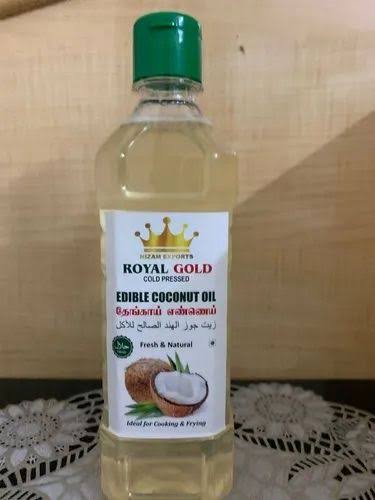 NIZAM EXPORTS
ROYAL GOLD
COLD PRESSED
EDIBLE COCONUT OIL
தேங்காய் எண்ணெய்
زيت جوز الهند الصالح للأكل
حلال
Fresh & Natural
Ideal for Cooking & Frying